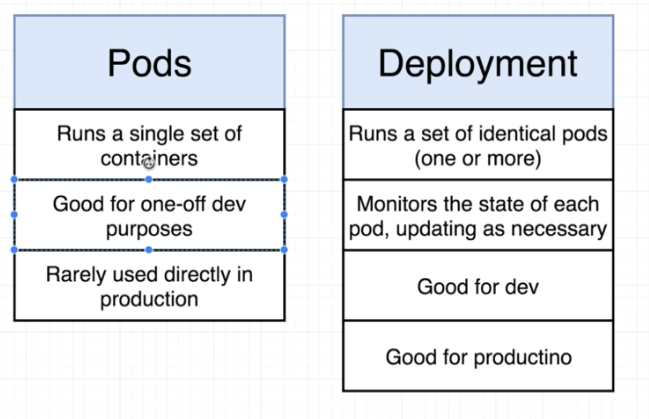 Pods
Runs a single set of
containers
Good for one-off dev
purposes
Rarely used directly in
production
Deployment
Runs a set of identical pods
(one or more)
Monitors the state of each
pod, updating as necessary
Good for dev
Good for productino